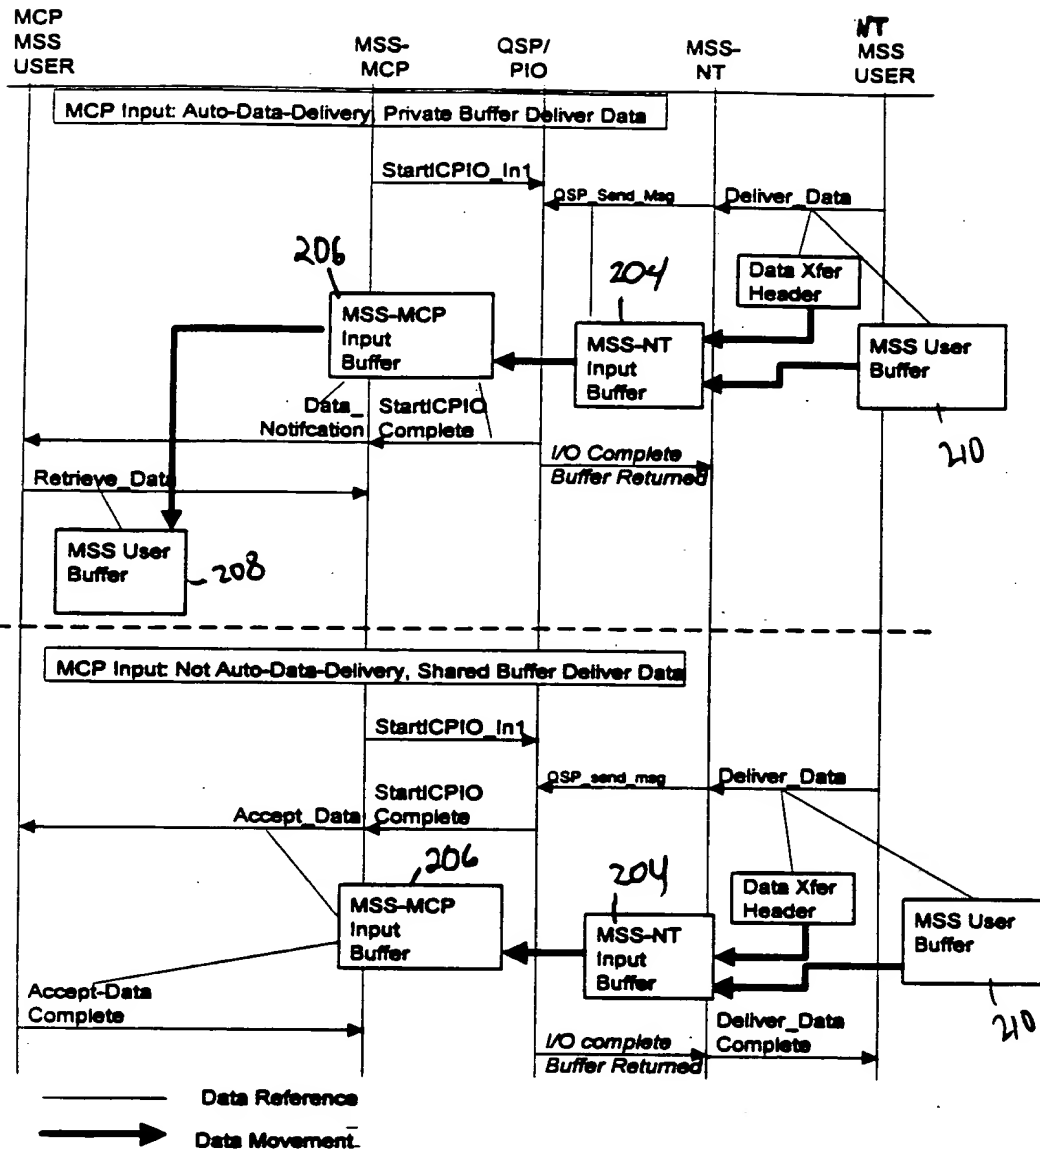 MCP
MSS
USER
MSS-
MCP
QSP/
PIO
MSS-
NT
NT
MSS
USER
MCP Input: Auto-Data-Delivery, Private Buffer Deliver Data
StartICPIO_In1
QSP_Send_Msg
Deliver_Data
206
204
Data Xfer
Header
MSS-MCP
Input
Buffer
MSS-NT
Input
Buffer
MSS User
Buffer
210
Data_
Notifcation
StartICPIO
Complete
I/O Complete
Buffer Returned
Retrieve_Data
MSS User
Buffer
208
MCP Input: Not Auto-Data-Delivery, Shared Buffer Deliver Data
StartICPIO_In1
QSP_send_msg
Deliver_Data
StartICPIO
Complete
Accept_Data
206
204
Data Xfer
Header
MSS-MCP
Input
Buffer
MSS-NT
Input
Buffer
MSS User
Buffer
210
Accept-Data
Complete
Deliver_Data
Complete
I/O complete
Buffer Returned
Data Reference
Data Movement